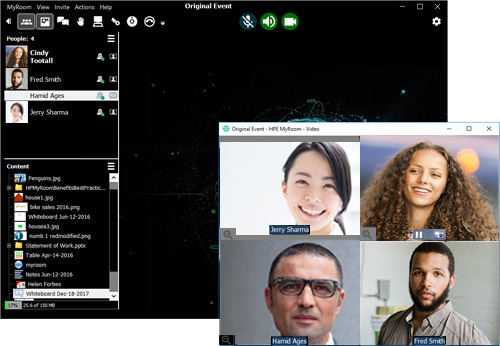 MyRoom View Invite Actions Help
Original Event
People: 4
Cindy
Tootall
Fred Smith
Hamid Ages
Jerry Sharma
Content
Penguins.jpg
HPMyRoomBenefitsBestPractic...
house1.jpg
bike sales 2016.png
Whiteboard Jun-12-2016
housea3.jpg
numb 1 redmodified.png
Statement of Work.pptx
Table Apr-14-2016
myroom
Notes Jun-12-2016
Helen Forbes
Whiteboard Dec-18-2017
17% 25.6 of 150 MB
Original Event - HPE MyRoom - Video
Jerry Sharma
Hamid Ages
Fred Smith